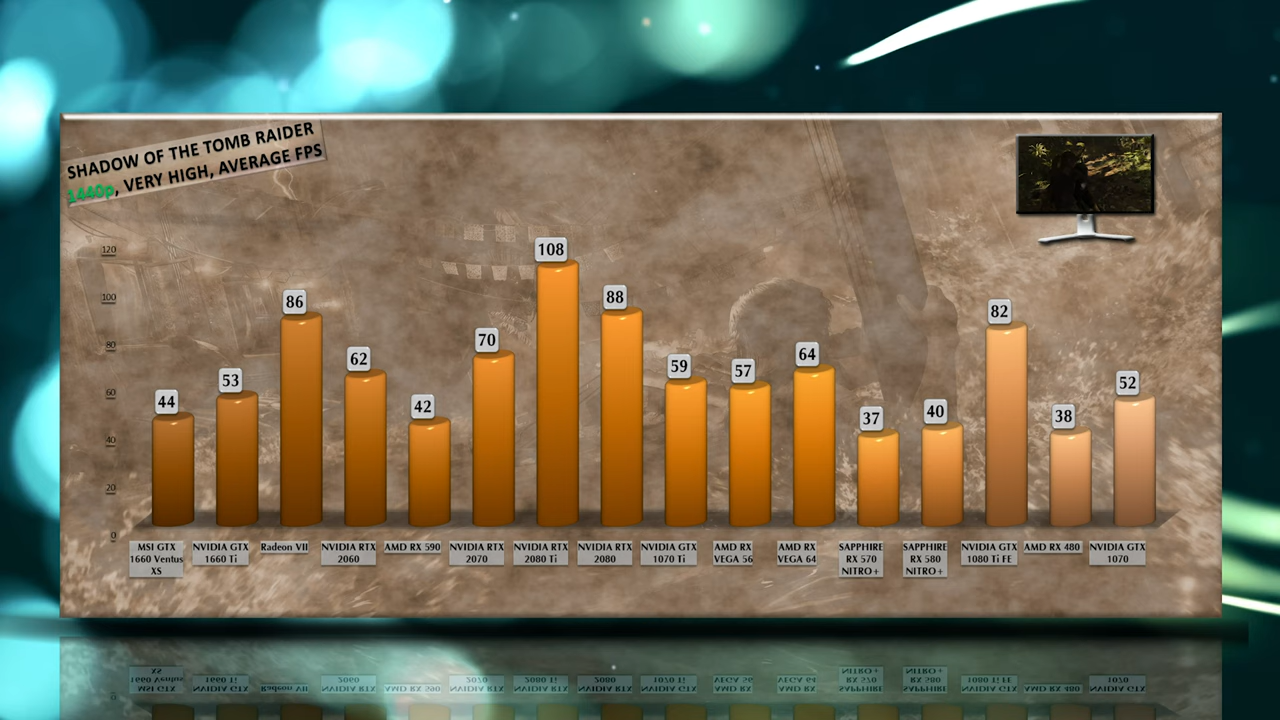 SHADOW OF THE TOMB RAIDER
1440p, VERY HIGH, AVERAGE FPS
120
100
80
60
40
20
0
44
53
86
62
42
70
108
88
59
57
64
37
40
82
38
52
MSI GTX
1660 Ventus
XS
NVIDIA GTX
1660 Ti
Radeon VII
NVIDIA RTX
2060
AMD RX 590
NVIDIA RTX
2070
NVIDIA RTX
2080 Ti
NVIDIA RTX
2080
NVIDIA GTX
1070 Ti
AMD RX
VEGA 56
AMD RX
VEGA 64
SAPPHIRE
RX 570
NITRO+
SAPPHIRE
RX 580
NITRO+
NVIDIA GTX
1080 Ti FE
AMD RX 480
NVIDIA GTX
1070